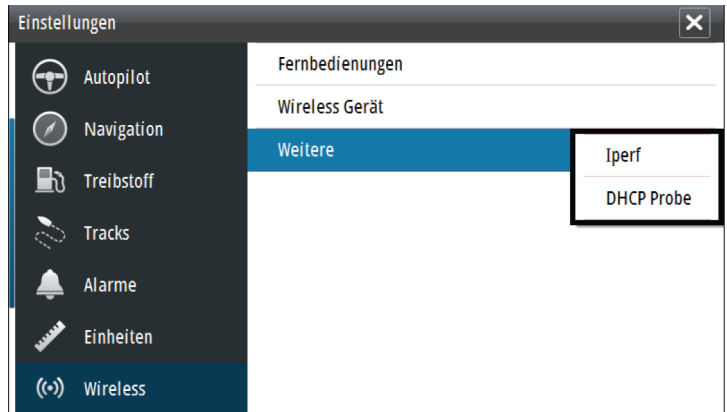 Einstellungen
Autopilot
Navigation
Treibstoff
Tracks
Alarme
Einheiten
Wireless
Fernbedienungen
Wireless Gerät
Weitere
Iperf
DHCP Probe